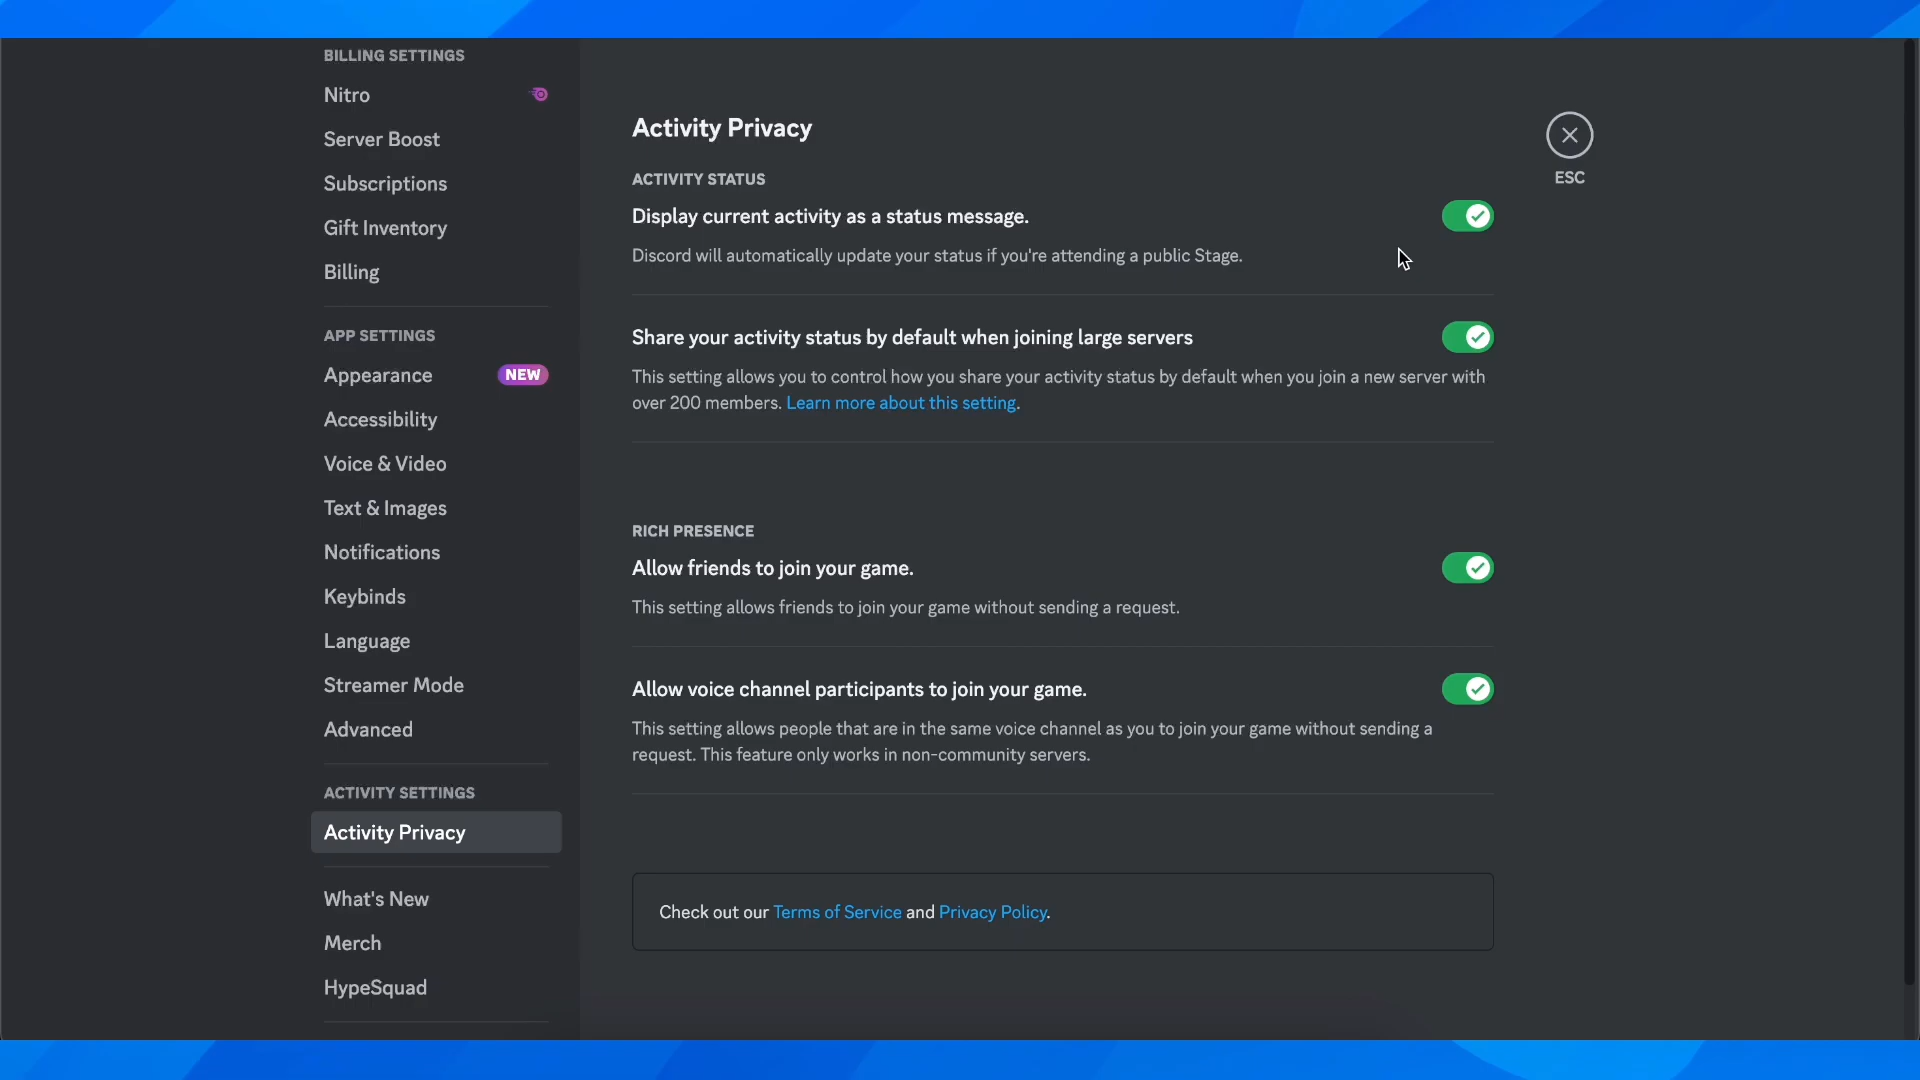 BILLING SETTINGS
Nitro
Server Boost
Subscriptions
Gift Inventory
Billing
APP SETTINGS
Appearance NEW
Accessibility
Voice & Video
Text & Images
Notifications
Keybinds
Language
Streamer Mode
Advanced
ACTIVITY SETTINGS
Activity Privacy
What's New
Merch
HypeSquad
Activity Privacy
ESC
ACTIVITY STATUS
Display current activity as a status message.
Discord will automatically update your status if you're attending a public Stage.
Share your activity status by default when joining large servers
This setting allows you to control how you share your activity status by default when you join a new server with
over 200 members. Learn more about this setting.
RICH PRESENCE
Allow friends to join your game.
This setting allows friends to join your game without sending a request.
Allow voice channel participants to join your game.
This setting allows people that are in the same voice channel as you to join your game without sending a
request. This feature only works in non-community servers.
Check out our Terms of Service and Privacy Policy.